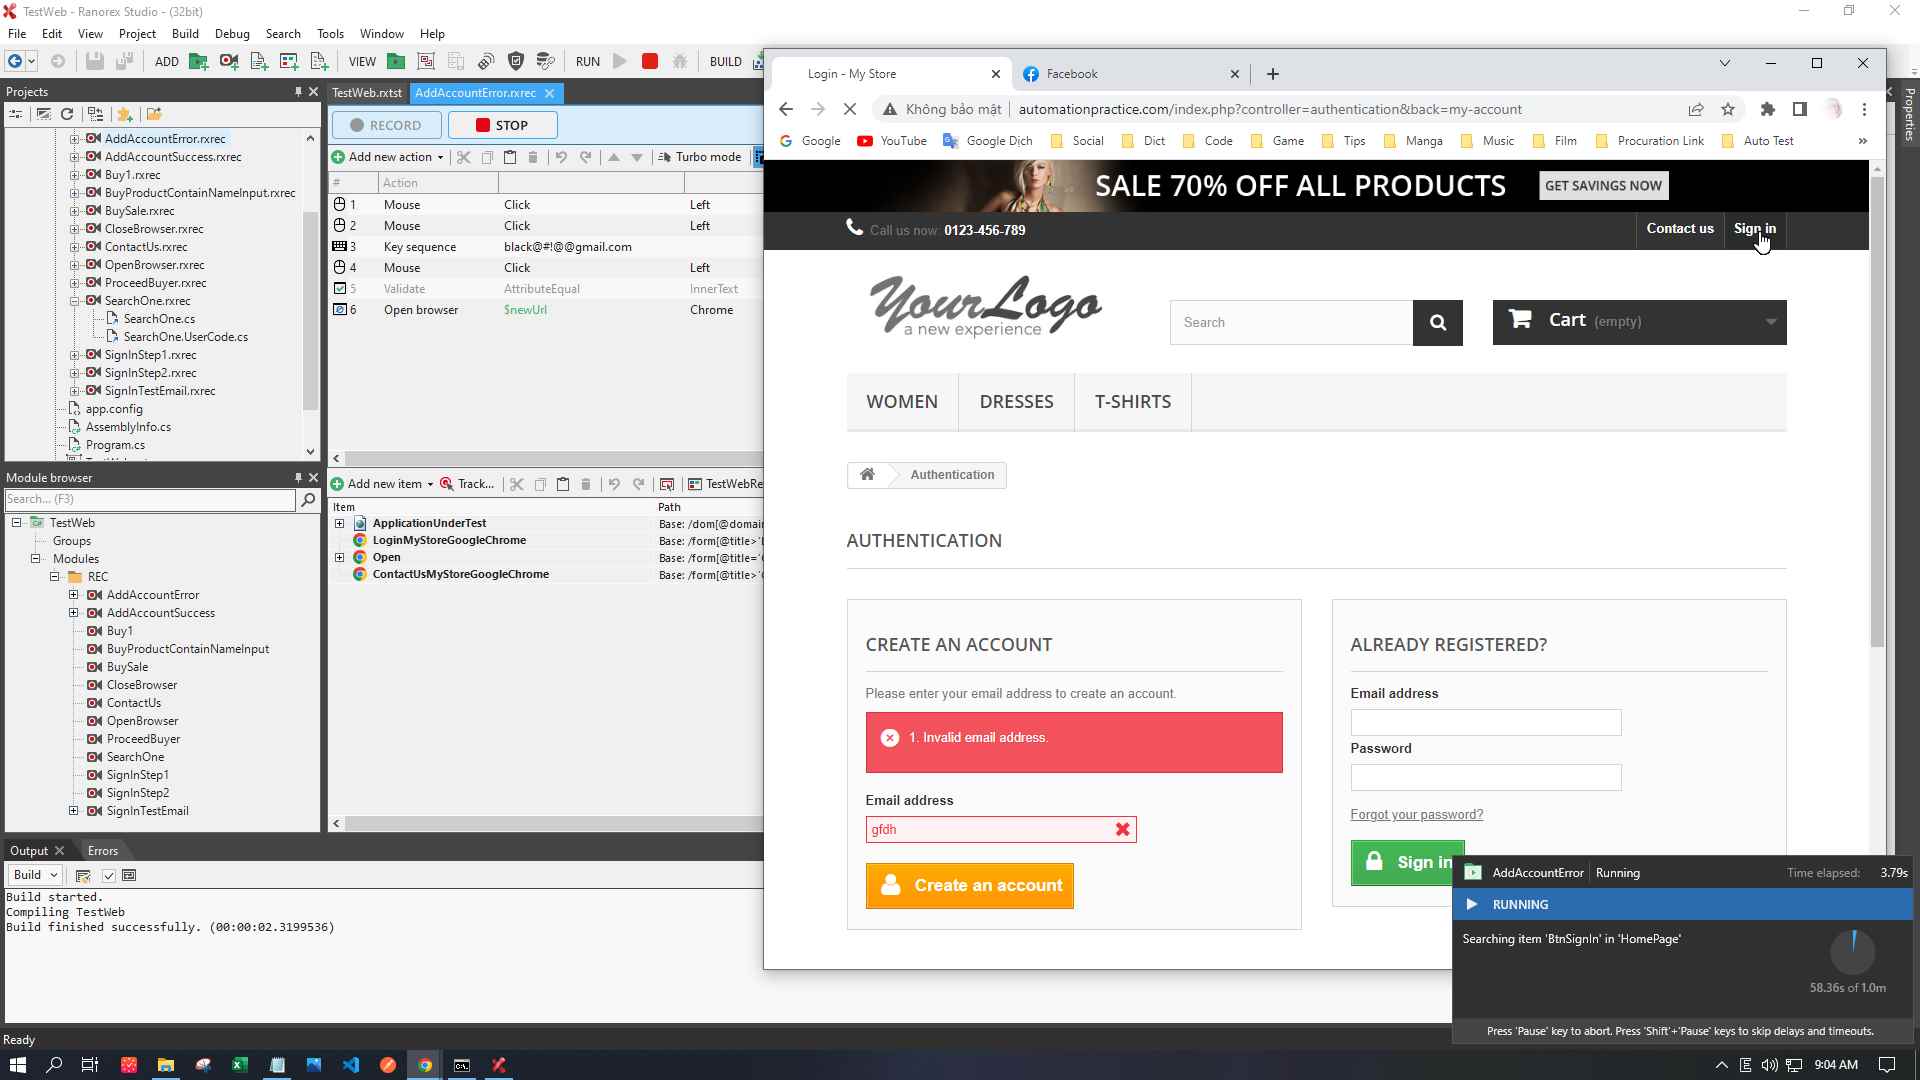 TestWeb - Ranorex Studio - (32bit)
File Edit View Project Build Debug Search Tools Window Help
ADD VIEW RUN BUILD
Projects
AddAccountError.rxrec
AddAccountSuccess.rxrec
Buy1.rxrec
BuyProductContainNameInput.rxrec
BuySale.rxrec
CloseBrowser.rxrec
ContactUs.rxrec
OpenBrowser.rxrec
ProceedBuyer.rxrec
SearchOne.rxrec
SearchOne.cs
SearchOne.UserCode.cs
SignInStep1.rxrec
SignInStep2.rxrec
SignInTestEmail.rxrec
app.config
AssemblyInfo.cs
Program.cs
Module browser
Search... (F3)
TestWeb
Groups
Modules
REC
AddAccountError
AddAccountSuccess
Buy1
BuyProductContainNameInput
BuySale
CloseBrowser
ContactUs
OpenBrowser
ProceedBuyer
SearchOne
SignInStep1
SignInStep2
SignInTestEmail
TestWeb.rxtst AddAccountError.rxrec
RECORD STOP
Add new action Turbo mode
# Action
1 Mouse Click Left
2 Mouse Click Left
3 Key sequence black@#!@@gmail.com
4 Mouse Click Left
5 Validate AttributeEqual InnerText
6 Open browser $newUrl Chrome
Add new item Track... TestWebRe
Item Path
ApplicationUnderTest Base: /dom[@domai
LoginMyStoreGoogleChrome Base: /form[@title>'
Open Base: /form[@title='
ContactUsMyStoreGoogleChrome Base: /form[@title>'
Output Errors
Build
Build started.
Compiling TestWeb
Build finished successfully. (00:00:02.3199536)
Ready
Properties
Login - My Store Facebook
Không bảo mật automationpractice.com/index.php?controller=authentication&back=my-account
Google YouTube Google Dịch Social Dict Code Game Tips Manga Music Film Procuration Link Auto Test »
SALE 70% OFF ALL PRODUCTS GET SAVINGS NOW
Call us now: 0123-456-789 Contact us Sign in
YourLogo
a new experience
Search
Cart (empty)
WOMEN DRESSES T-SHIRTS
Authentication
AUTHENTICATION
CREATE AN ACCOUNT
Please enter your email address to create an account.
1. Invalid email address.
Email address
gfdh
Create an account
ALREADY REGISTERED?
Email address
Password
Forgot your password?
Sign in
AddAccountError Running Time elapsed: 3.79s
RUNNING
Searching item 'BtnSignIn' in 'HomePage'
58.36s of 1.0m
Press 'Pause' key to abort. Press 'Shift'+'Pause' keys to skip delays and timeouts.
E 9:04 AM